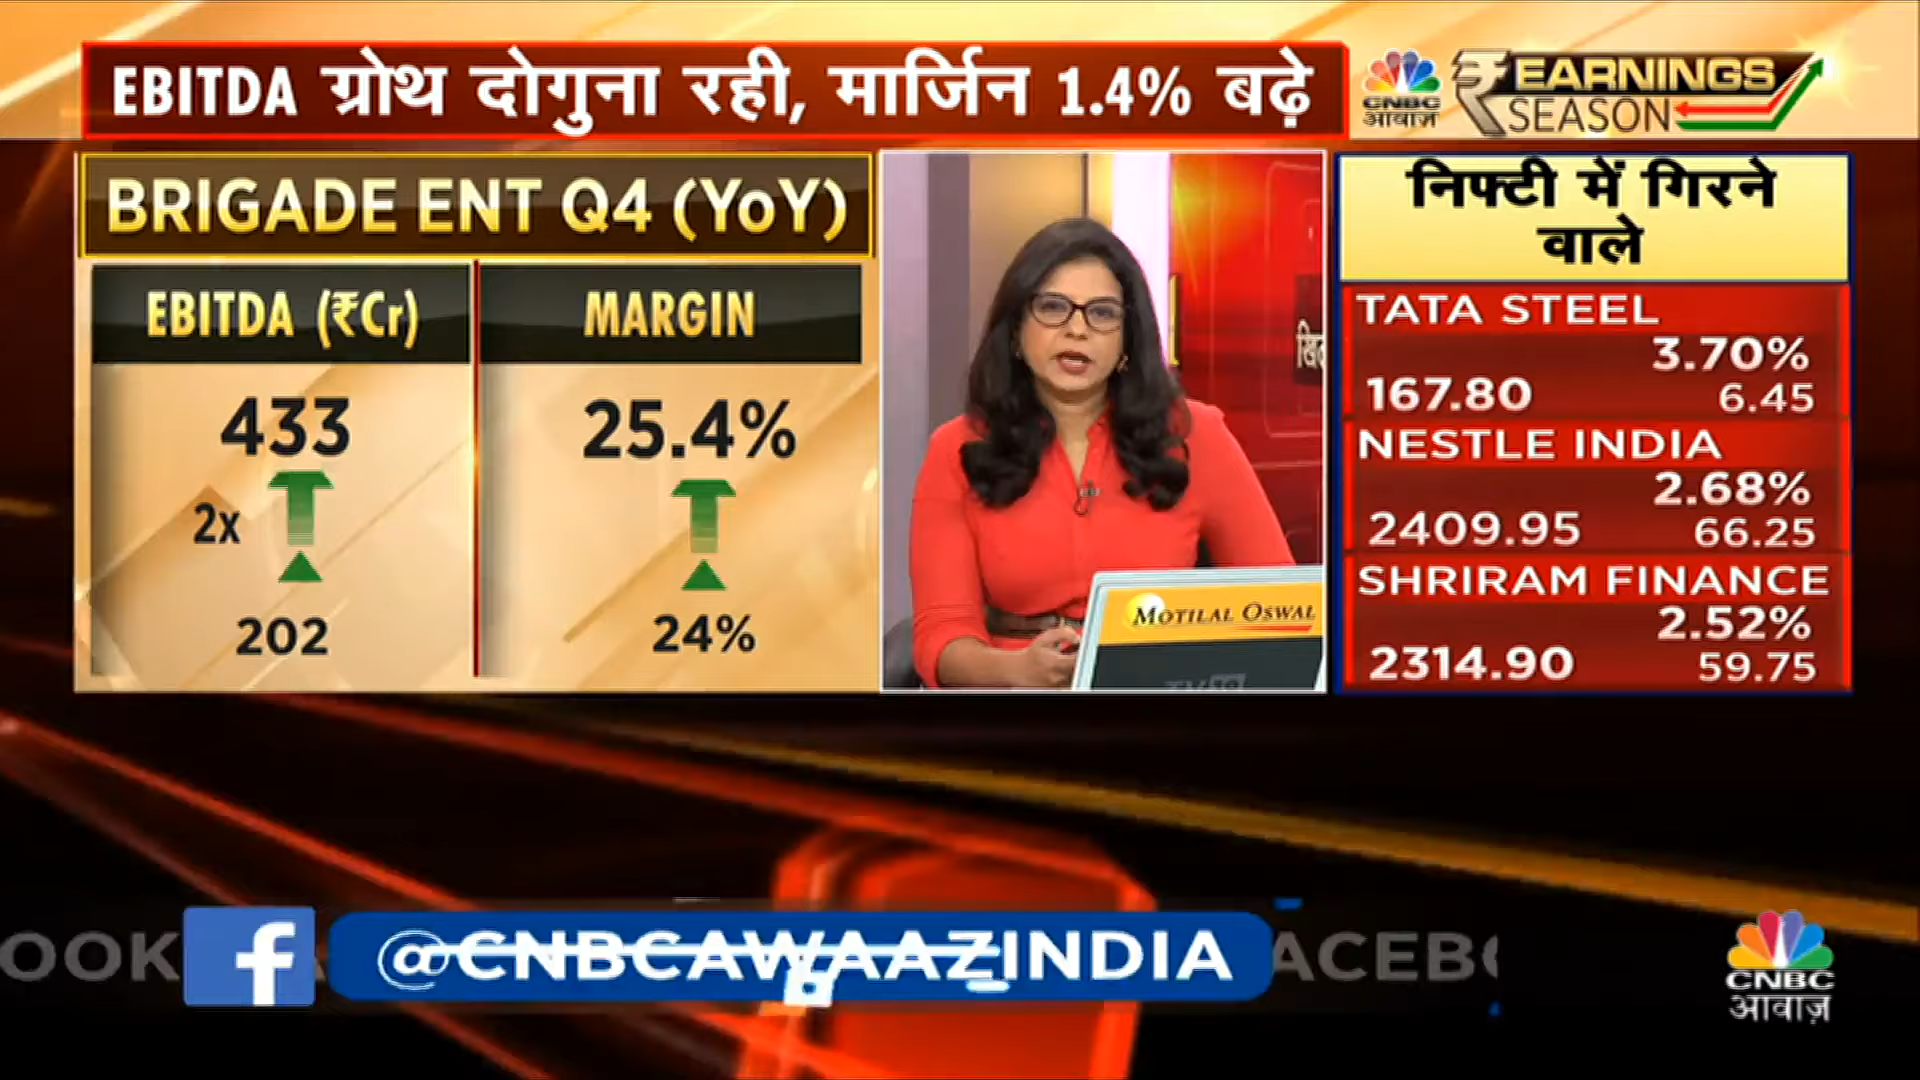 EBITDA ग्रोथ दोगुना रही, मार्जिन 1.4% बढ़े
CNBC
आवाज़
₹ EARNINGS
SEASON
BRIGADE ENT Q4 (YoY)
EBITDA (₹Cr)
MARGIN
433
25.4%
2x
202
24%
MOTILAL OSWAL
निफ्टी में गिरने
वाले
TATA STEEL
3.70%
167.80
6.45
NESTLE INDIA
2.68%
2409.95
66.25
SHRIRAM FINANCE
2.52%
2314.90
59.75
f
@CNBCAWAAZINDIA
CNBC
आवाज़